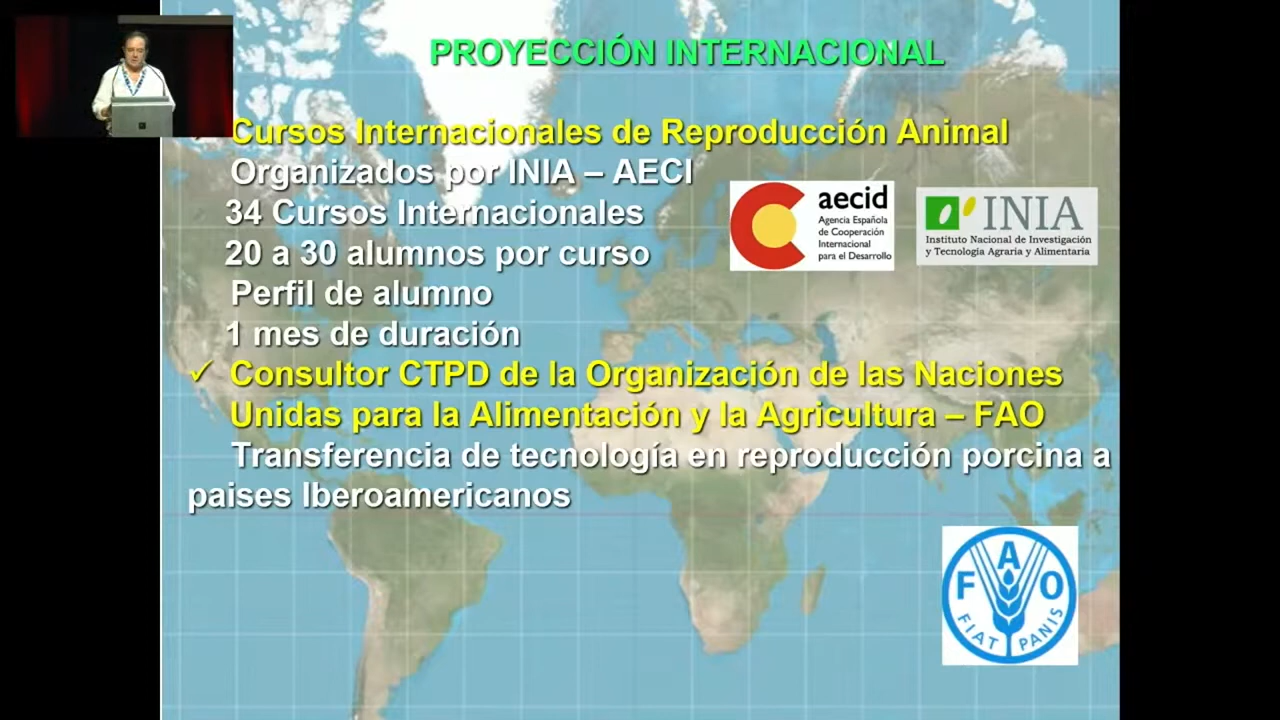 PROYECCIÓN INTERNACIONAL
Cursos Internacionales de Reproducción Animal
Organizados por INIA – AECI
34 Cursos Internacionales
20 a 30 alumnos por curso
Perfil de alumno
1 mes de duración
aecid
Agencia Española
de Cooperación
Internacional
para el Desarrollo
INIA
Instituto Nacional de Investigación
y Tecnología Agraria y Alimentaria
✓ Consultor CTPD de la Organización de las Naciones
Unidas para la Alimentación y la Agricultura – FAO
Transferencia de tecnología en reproducción porcina a
paises Iberoamericanos
FAO
FIAT PANIS